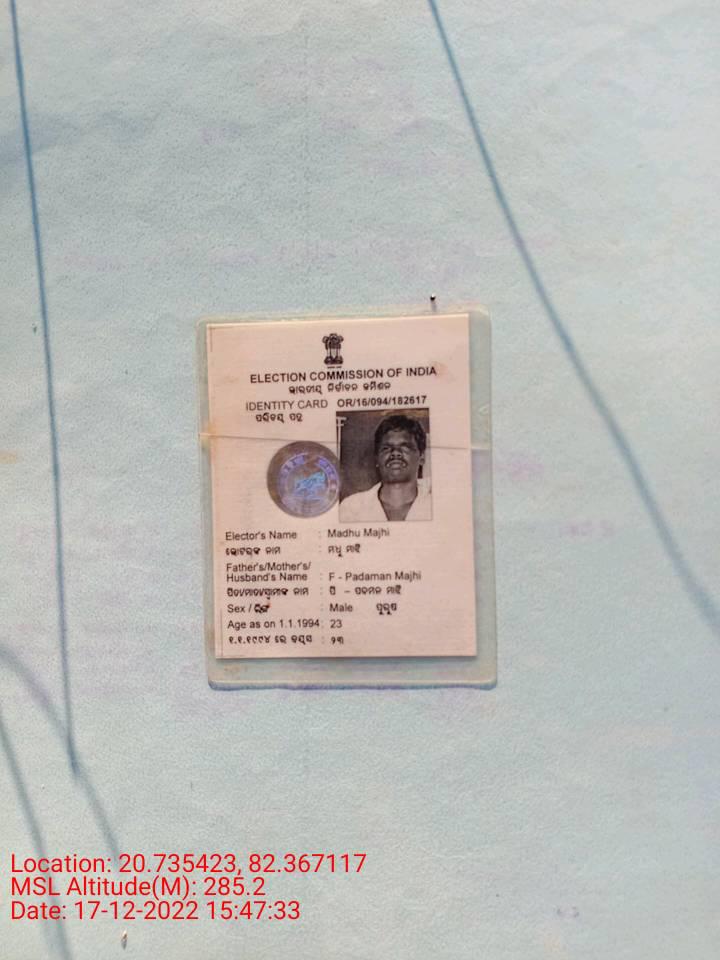 ELECTION COMMISSION OF INDIA
ଭାରତୀୟ ନିର୍ବାଚନ କମିଶନ
IDENTITY CARD OR/16/094/182617
ପରିଚୟ ପତ୍ର
Elector's Name : Madhu Majhi
ଭୋଟରଙ୍କ ନାମ : ମଧୁ ମାଝି
Father's/Mother's/
Husband's Name : F - Padaman Majhi
ପିତା/ମାତା/ସ୍ୱାମୀଙ୍କ ନାମ : ପି - ପଦମନ ମାଝି
Sex / ଲିଙ୍ଗ : Male ପୁରୁଷ
Age as on 1.1.1994 : 23
୧.୧.୧୯୯୪ ରେ ବୟସ : ୨୩
Location: 20.735423, 82.367117
MSL Altitude(M): 285.2
Date: 17-12-2022 15:47:33